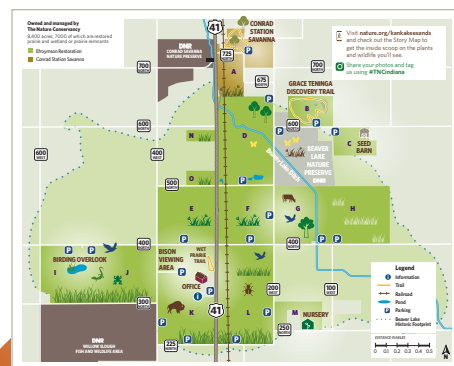 Owned and managed by
The Nature Conservancy
8,400 acres, 7000 of which are restored
prairie and wetland or prairie remnants
Efroymson Restoration
Conrad Station Savanna
41
CONRAD
STATION
SAVANNA
DNR
CONRAD SAVANNA
NATURE PRESERVE
725
NORTH
Visit nature.org/kankakeesands
and check out the Story Map to
get the inside scoop on the plants
and wildlife you'll see.
Share your photos and tag
us using #TNCindiana
700
NORTH
A
675
NORTH
700
NORTH
GRACE TENINGA
DISCOVERY TRAIL
B
P
P
600
NORTH
600
WEST
400
WEST
N
D
P
600
NORTH
P
C
SEED
BARN
Beaver Lake Ditch
BEAVER
LAKE
NATURE
PRESERVE
DNR
O
500
NORTH
P
E
F
G
H
P
P
400
NORTH
P
P
BIRDING OVERLOOK
I
J
BISON
VIEWING
AREA
P
WET
PRAIRIE
TRAIL
P
400
NORTH
P
P
OFFICE
P
300
NORTH
K
41
L
200
WEST
100
WEST
M
NURSERY
250
NORTH
P
225
NORTH
P
DNR
WILLOW SLOUGH
FISH AND WILDLIFE AREA
Legend
Information
Trail
Railroad
Road
Parking
Beaver Lake
Historic Footprint
DISTANCE IN MILES
0 0.1 0.2 0.3 0.4 0.5
N